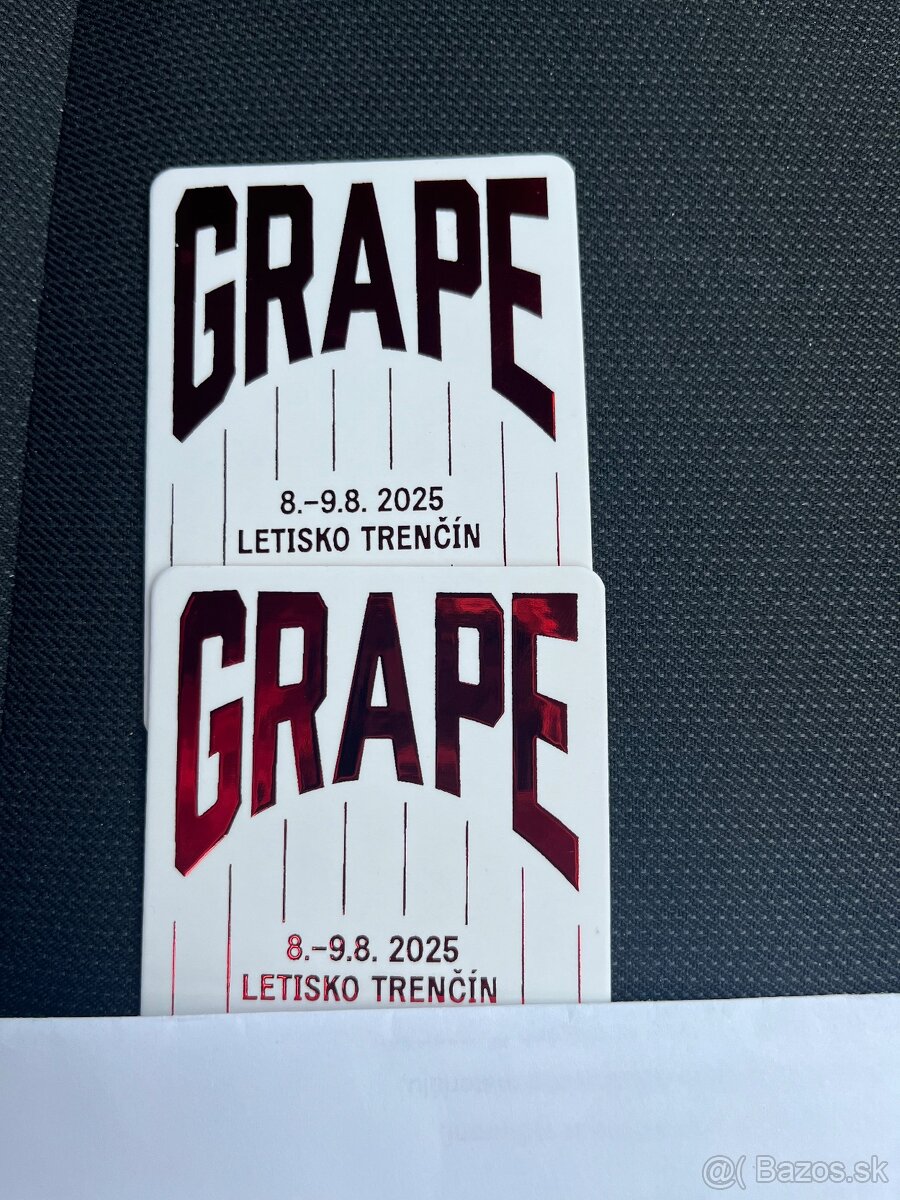 GRAPE
8.–9.8. 2025
LETISKO TRENČÍN
GRAPE
8.–9.8. 2025
LETISKO TRENČÍN
@( Bazos.sk